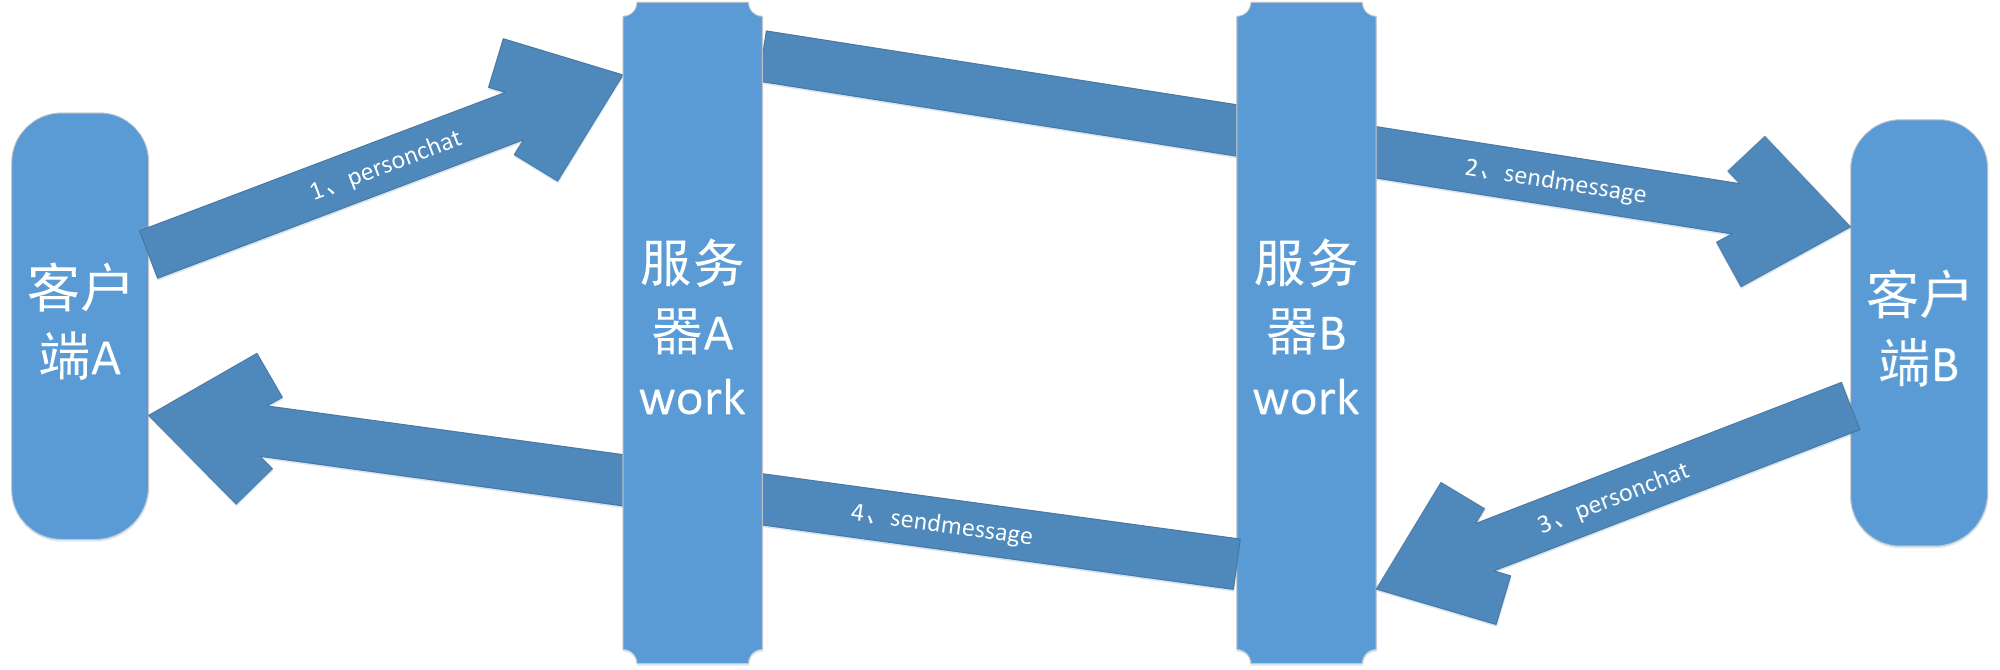 客户
端A
1、personchat
服务
器A
work
服务
器B
work
2、sendmessage
客户
端B
3、personchat
4、sendmessage